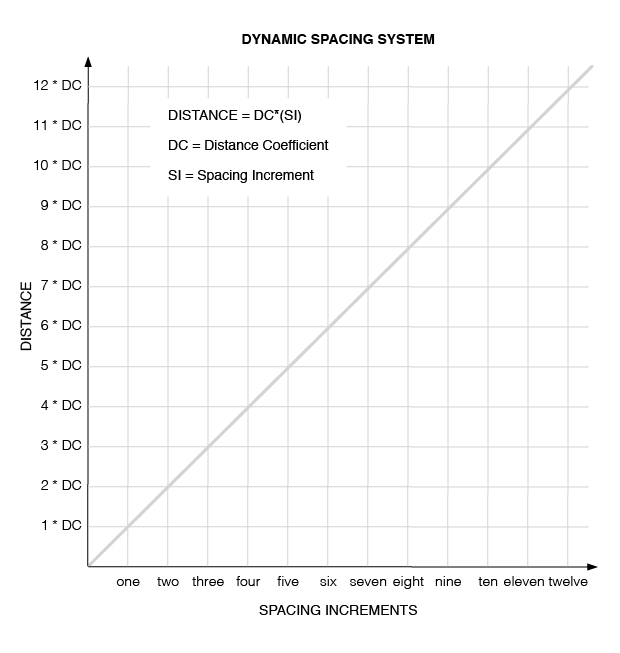 DYNAMIC SPACING SYSTEM
12 * DC
DISTANCE = DC*(SI)
11 * DC
DC = Distance Coefficient
10 * DC
SI = Spacing Increment
9 * DC
8 * DC
7 * DC
DISTANCE
6 * DC
5 * DC
4 * DC
3 * DC
2 * DC
1 * DC
one two three four five six seven eight nine ten eleven twelve
SPACING INCREMENTS